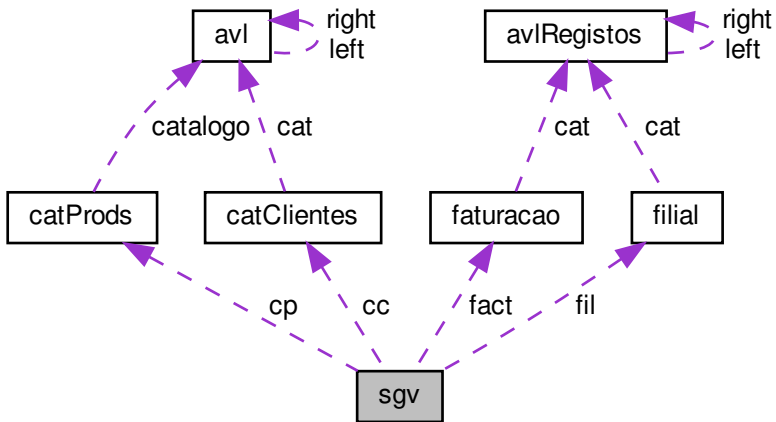 avl
right
left
avlRegistos
right
left
catalogo
cat
cat
cat
catProds
catClientes
faturacao
filial
cp
cc
fact
fil
sgv